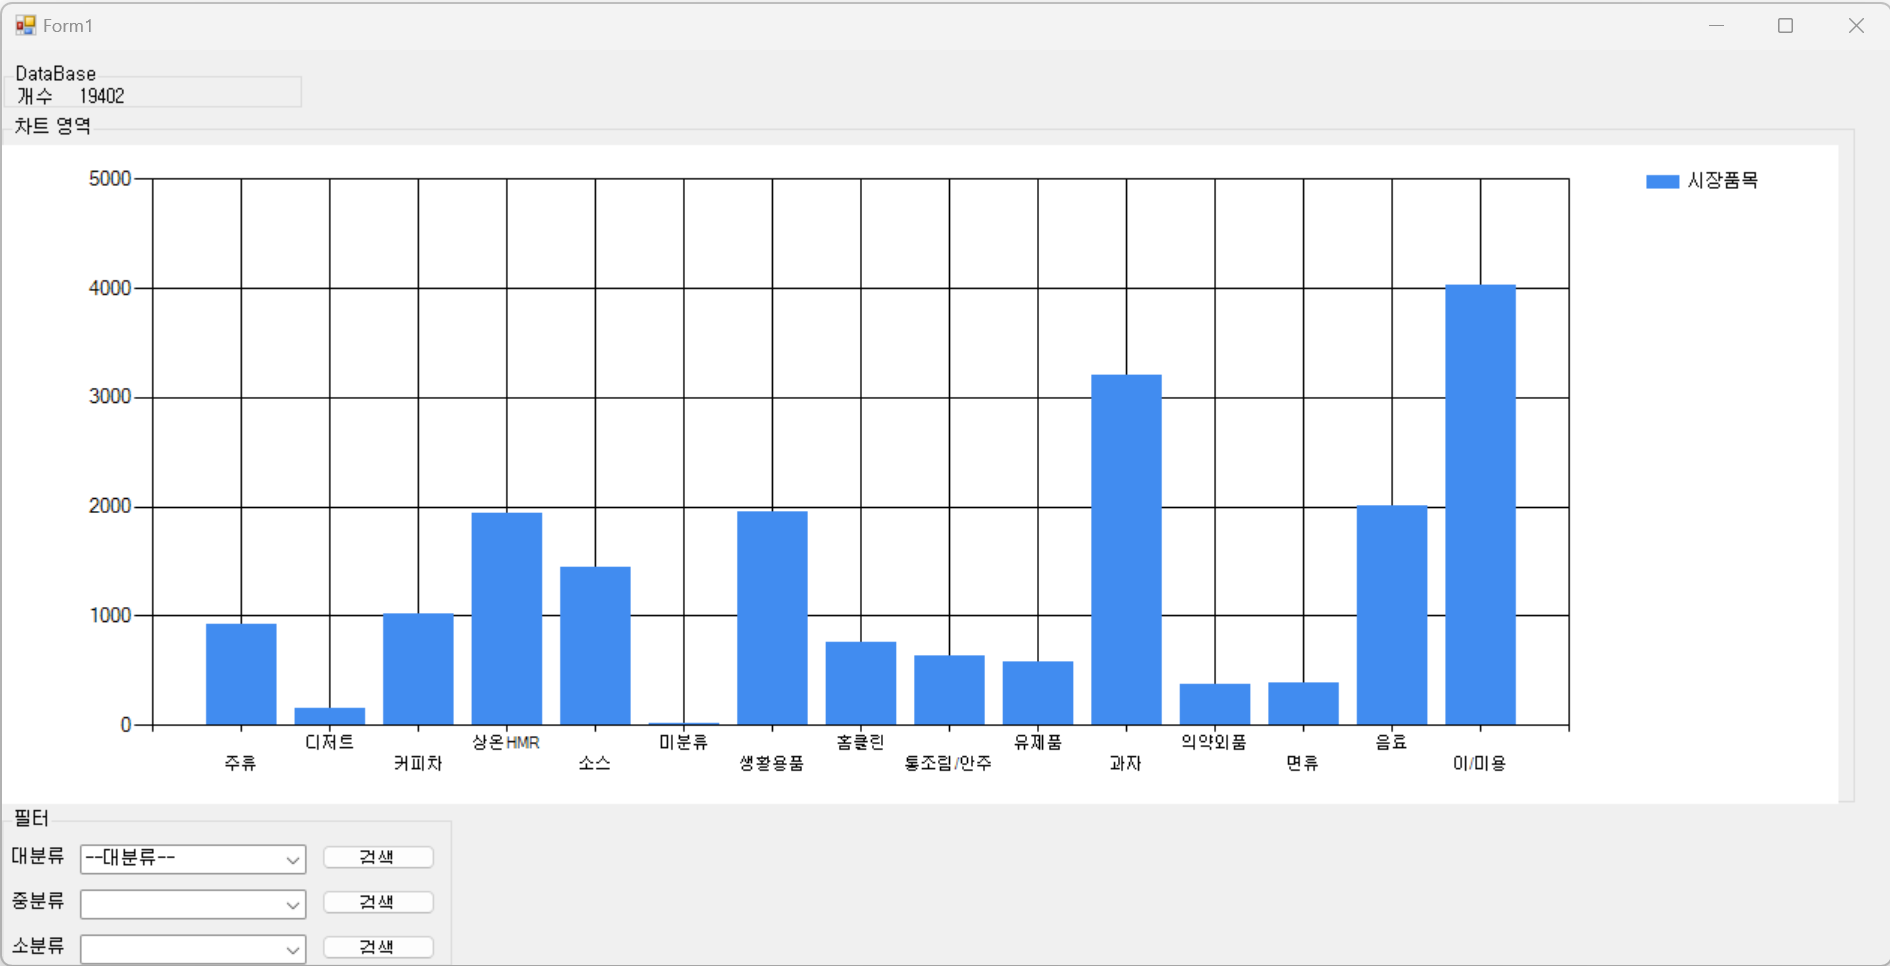 Form1
DataBase
개수 19402
차트 영역
5000
시장품목
4000
3000
2000
1000
0
디저트 상온HMR 미분류 홈클린 유제품 의약외품 음료
주류 커피차 소스 생활용품 통조림/안주 과자 면류 이/미용
필터
대분류 --대분류-- 검색
중분류 검색
소분류 검색